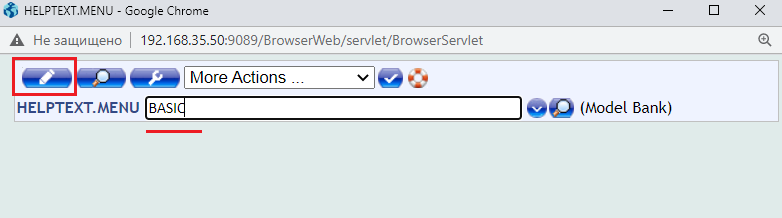 HELPTEXT.MENU - Google Chrome
Не защищено 192.168.35.50:9089/BrowserWeb/servlet/BrowserServlet
More Actions ...
HELPTEXT.MENU BASIC (Model Bank)